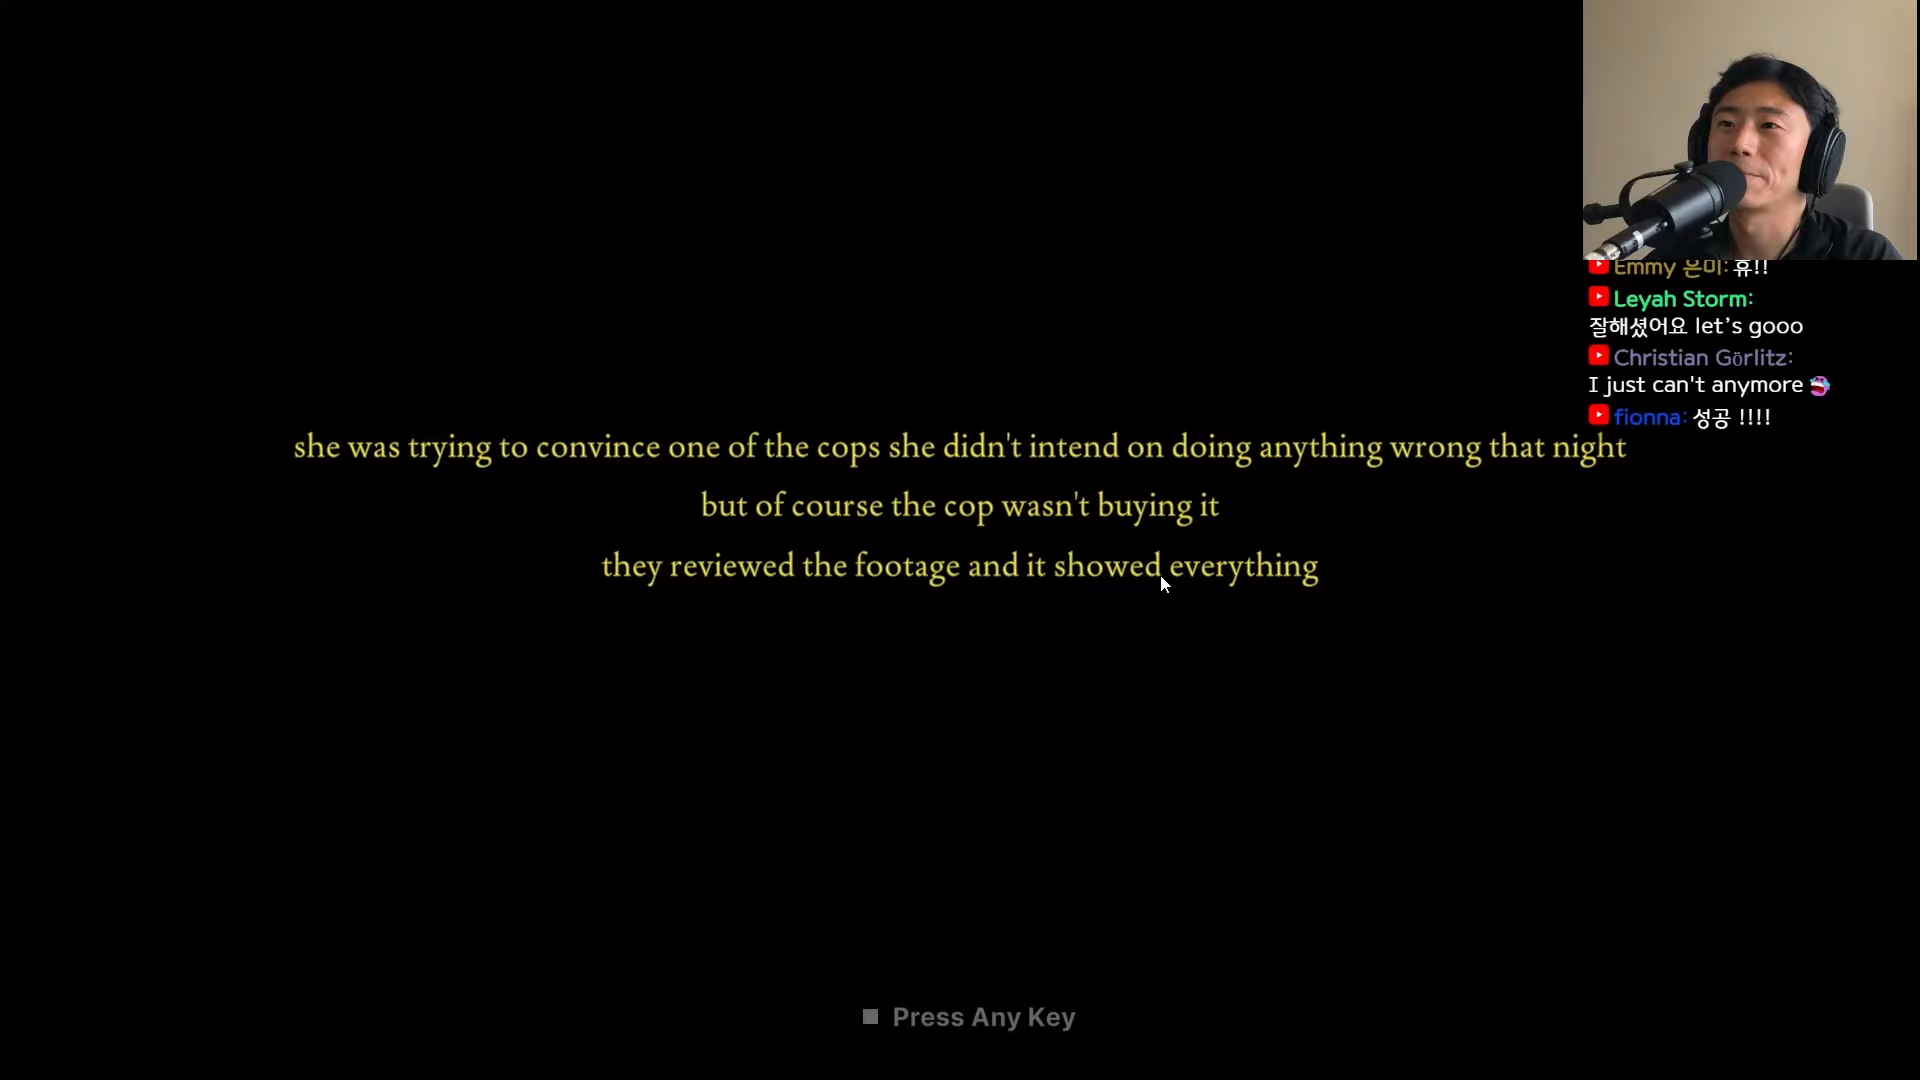 Emmy 은미: 휴!!
Leyah Storm:
잘해셨어요 let's gooo
Christian Görlitz:
I just can't anymore
fionna: 성공 !!!!
she was trying to convince one of the cops she didn't intend on doing anything wrong that night
but of course the cop wasn't buying it
they reviewed the footage and it showed everything
Press Any Key